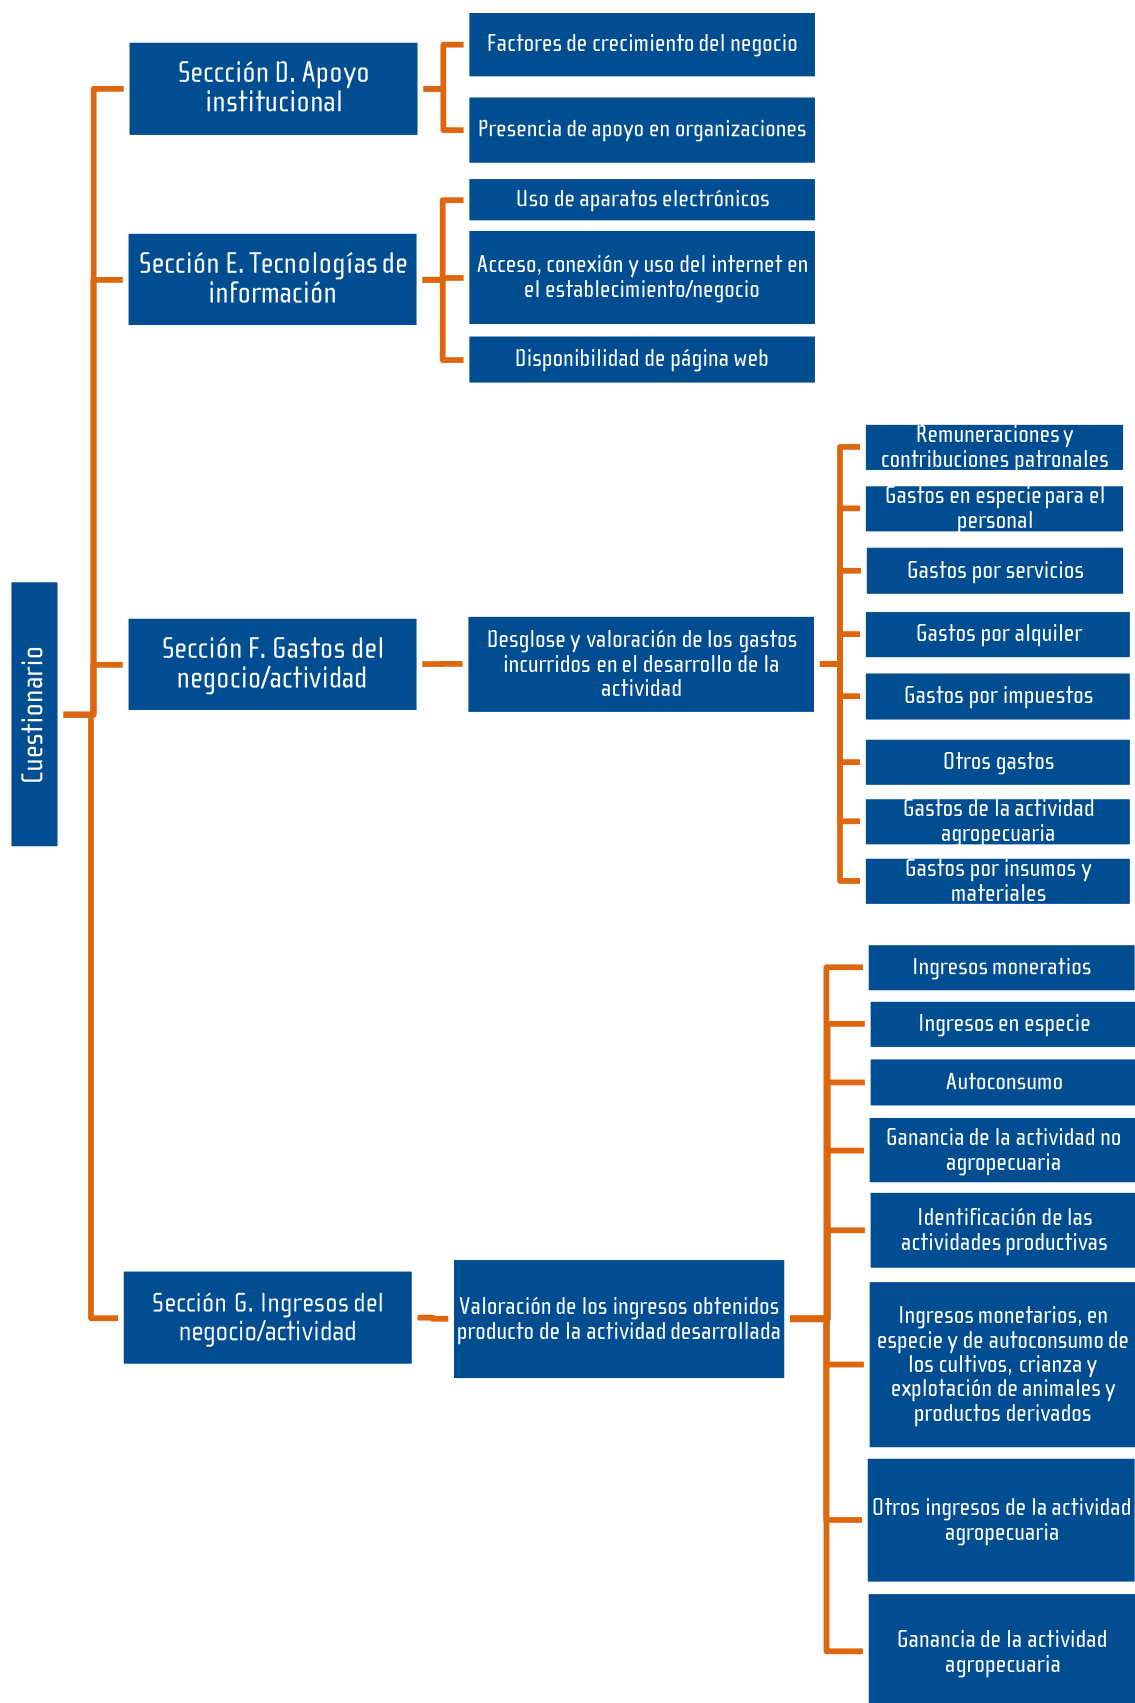 Cuestionario
Seccción D. Apoyo
institucional
Factores de crecimiento del negocio
Presencia de apoyo en organizaciones
Sección E. Tecnologías de
información
Uso de aparatos electrónicos
Acceso, conexión y uso del internet en
el establecimiento/negocio
Disponibilidad de página web
Sección F. Gastos del
negocio/actividad
Desglose y valoración de los gastos
incurridos en el desarrollo de la
actividad
Remuneraciones y
contribuciones patronales
Gastos en especie para el
personal
Gastos por servicios
Gastos por alquiler
Gastos por impuestos
Otros gastos
Gastos de la actividad
agropecuaria
Gastos por insumos y
materiales
Sección G. Ingresos del
negocio/actividad
Valoración de los ingresos obtenidos
producto de la actividad desarrollada
Ingresos moneratios
Ingresos en especie
Autoconsumo
Ganancia de la actividad no
agropecuaria
Identificación de las
actividades productivas
Ingresos monetarios, en
especie y de autoconsumo de
los cultivos, crianza y
explotación de animales y
productos derivados
Otros ingresos de la actividad
agropecuaria
Ganancia de la actividad
agropecuaria